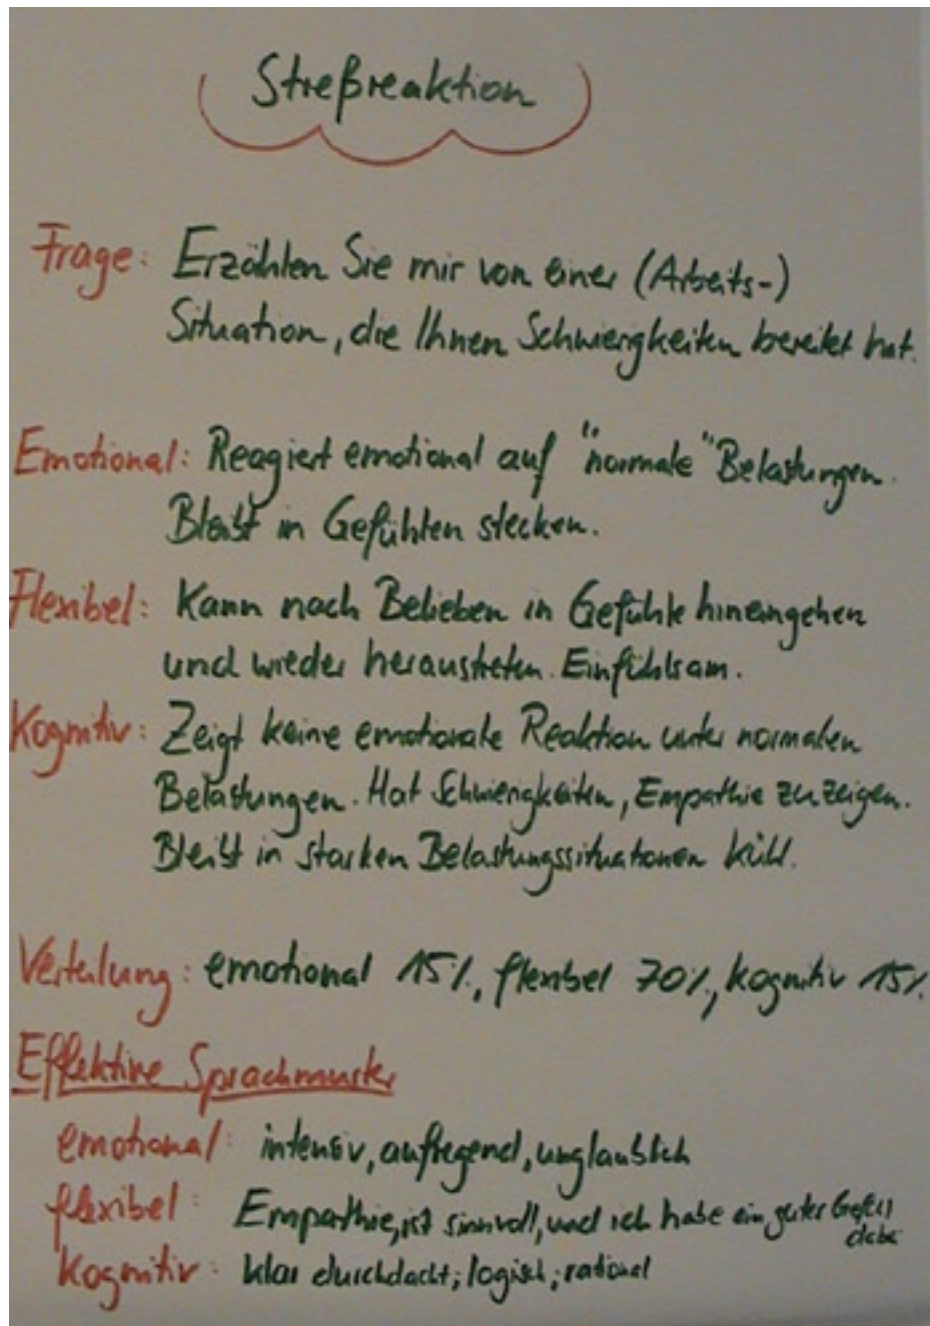 Streßreaktion
Frage: Erzählen Sie mir von einer (Arbeits-)
Situation, die Ihnen Schwierigkeiten bereitet hat.
Emotional: Reagiert emotional auf "normale" Belastungen.
Bleibt in Gefühlen stecken.
Flexibel: Kann nach Belieben in Gefühle hineingehen
und wieder heraustreten. Einfühlsam.
Kognitiv: Zeigt keine emotionale Reaktion unter normalen
Belastungen. Hat Schwierigkeiten, Empathie zu zeigen.
Bleibt in starken Belastungssituationen kühl.
Verteilung: emotional 15%, flexibel 70%, kognitiv 15%
Effektive Sprachmuster
emotional: intensiv, aufregend, unglaublich
flexibel: Empathie, ist sinnvoll, und ich habe ein gutes Gefühl
dabei
kognitiv: klar durchdacht; logisch; rational